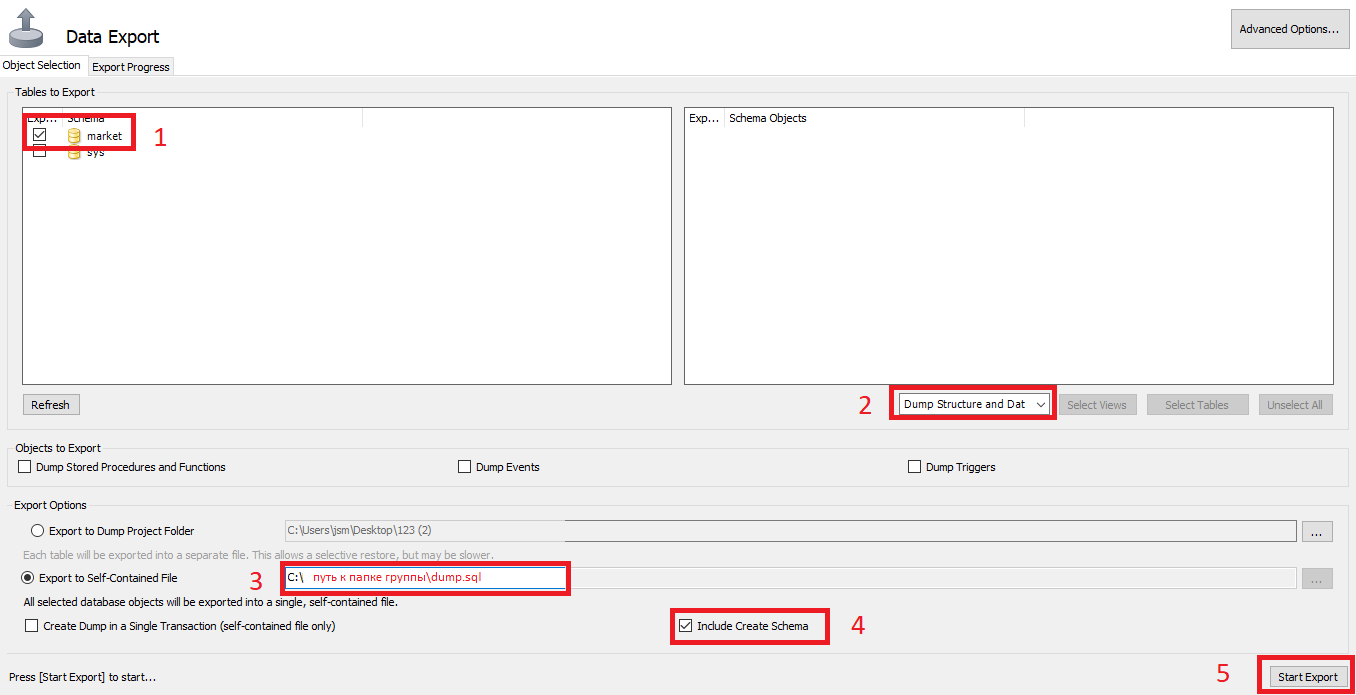 Data Export
Advanced Options...
Object Selection
Export Progress
Tables to Export
Exp... Schema
market
1
sys
Exp... Schema Objects
Refresh
2
Dump Structure and Dat
Select Views
Select Tables
Unselect All
Objects to Export
Dump Stored Procedures and Functions
Dump Events
Dump Triggers
Export Options
Export to Dump Project Folder
C:\Users\jsm\Desktop\123 (2)
...
Each table will be exported into a separate file. This allows a selective restore, but may be slower.
Export to Self-Contained File
3
C:\ путь к папке группы\dump.sql
...
All selected database objects will be exported into a single, self-contained file.
Create Dump in a Single Transaction (self-contained file only)
Include Create Schema
4
Press [Start Export] to start...
5
Start Export